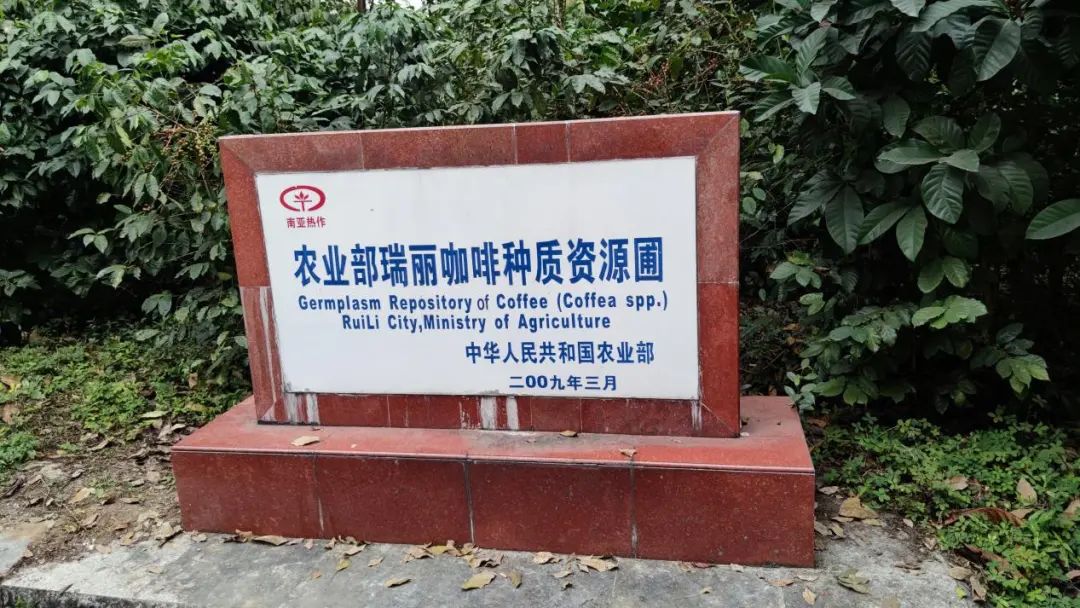 南亚热作
农业部瑞丽咖啡种质资源圃
Germplasm Repository of Coffee (Coffea spp.)
RuiLi City,Ministry of Agriculture
中华人民共和国农业部
二00九年三月